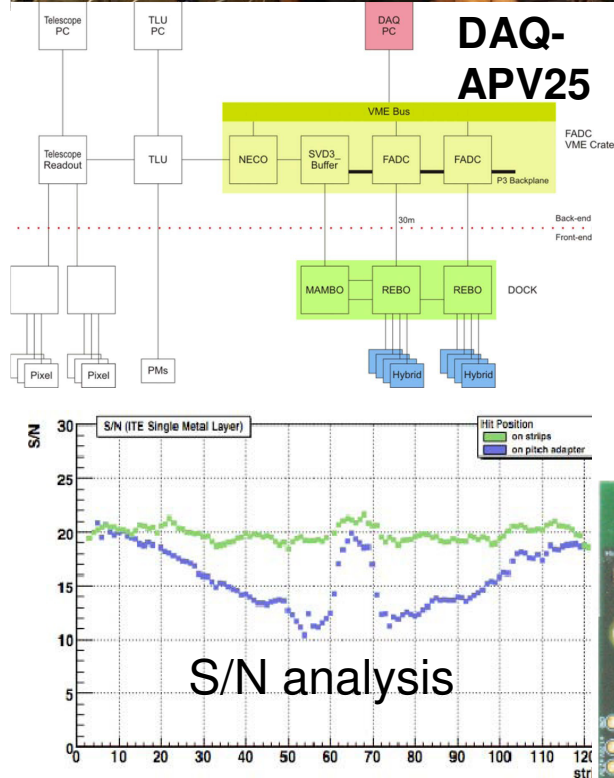 Telescope PC
TLU PC
DAQ PC
DAQ-
APV25
VME Bus
FADC VME Crate
Telescope Readout
TLU
NECO
SVD3_ Buffer
FADC
FADC
P3 Backplane
30m
Back-end
Front-end
MAMBO
REBO
REBO
DOCK
Pixel
Pixel
PMs
Hybrid
Hybrid
S/N
S/N (ITE Single Metal Layer)
Hit Position
on strips
on pitch adapter
30
25
20
15
10
5
0
S/N analysis
0 10 20 30 40 50 60 70 80 90 100 110 120
str